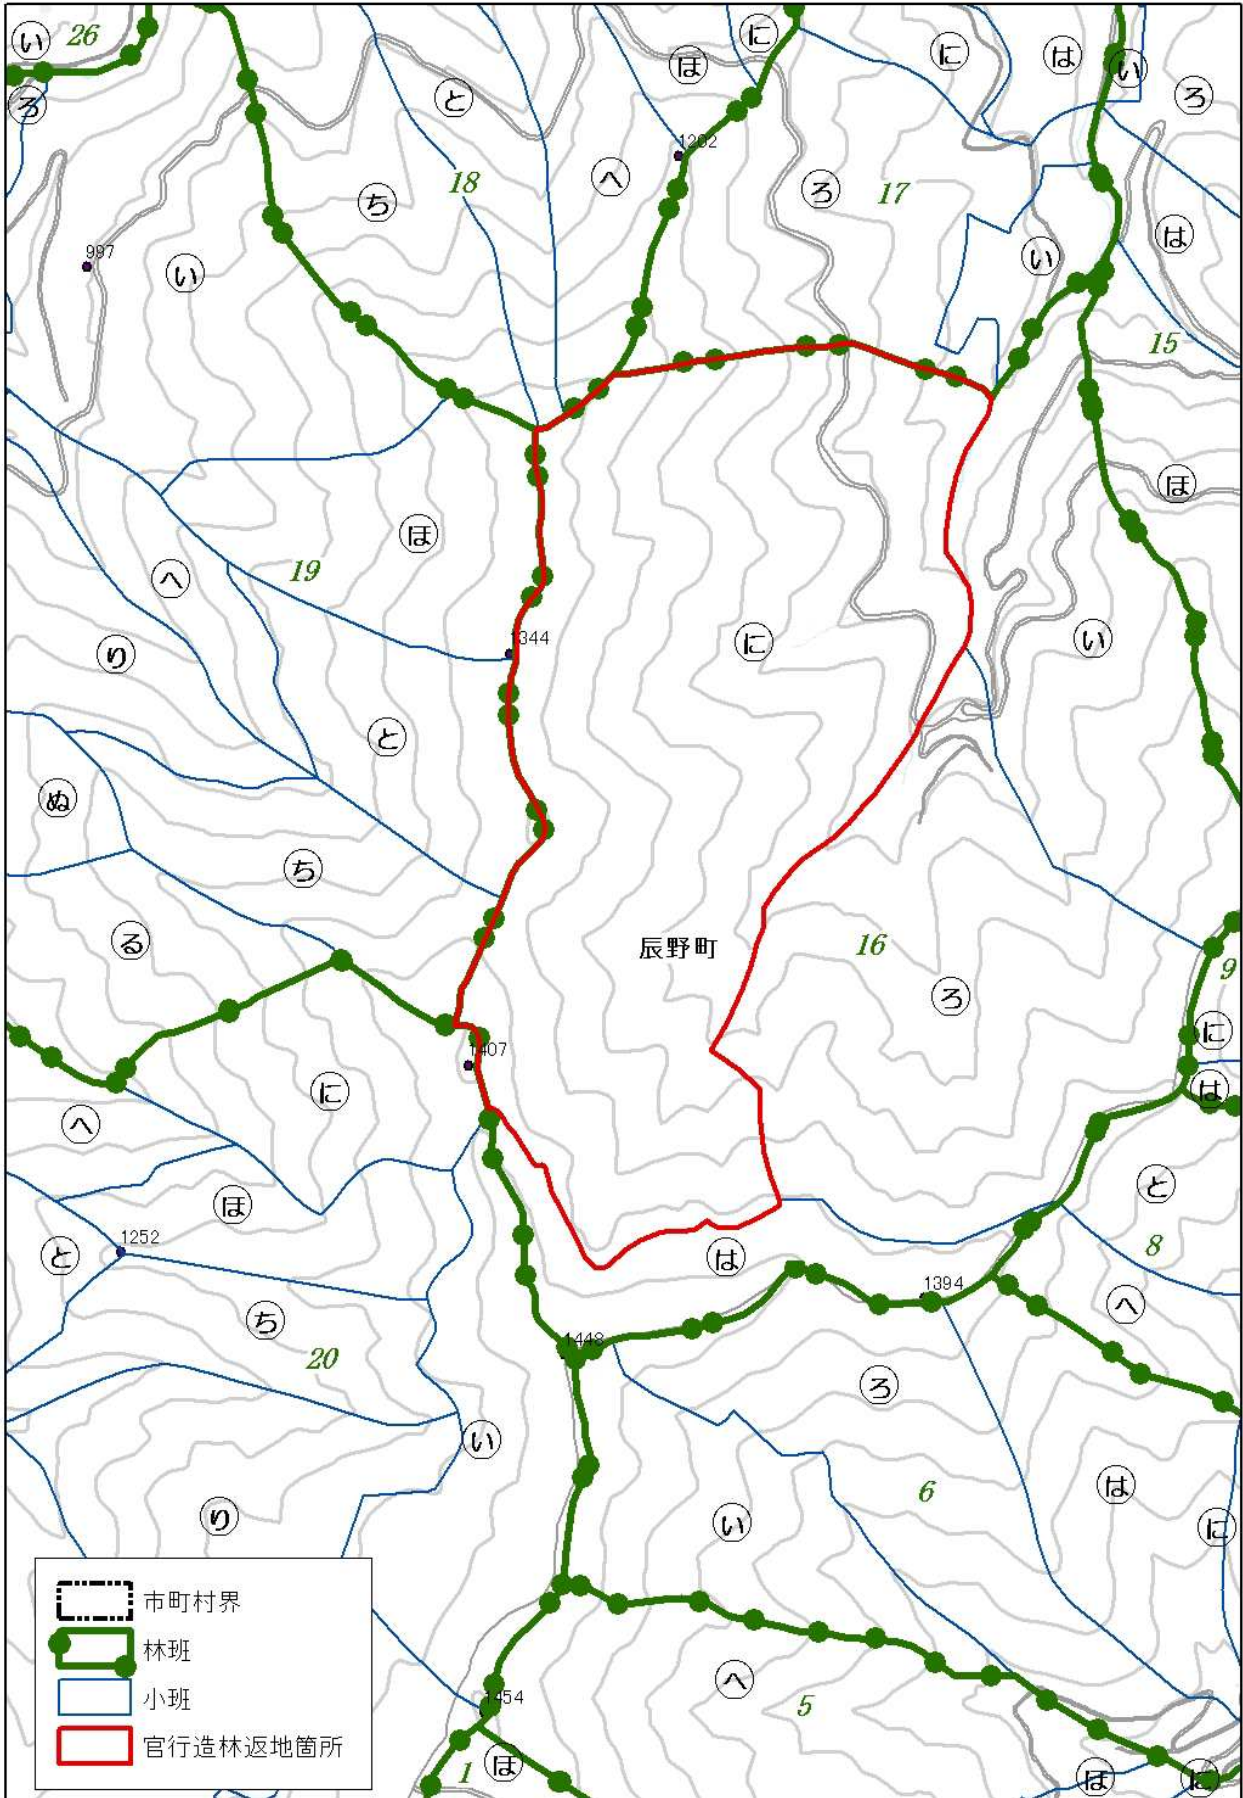 い
26
ろ
と
ほ
に
に
は
い
ろ
1202
18
へ
ち
ろ
17
は
997
い
い
15
ほ
ほ
19
へ
1344
に
い
り
と
ぬ
ち
る
辰野町
16
9
ろ
に
1407
は
に
へ
ほ
と
と
1252
は
8
1394
へ
ち
20
1448
ろ
い
は
6
り
い
に
市町村界
林班
小班
官行造林返地箇所
へ
1454
5
1
ほ
ほ
に